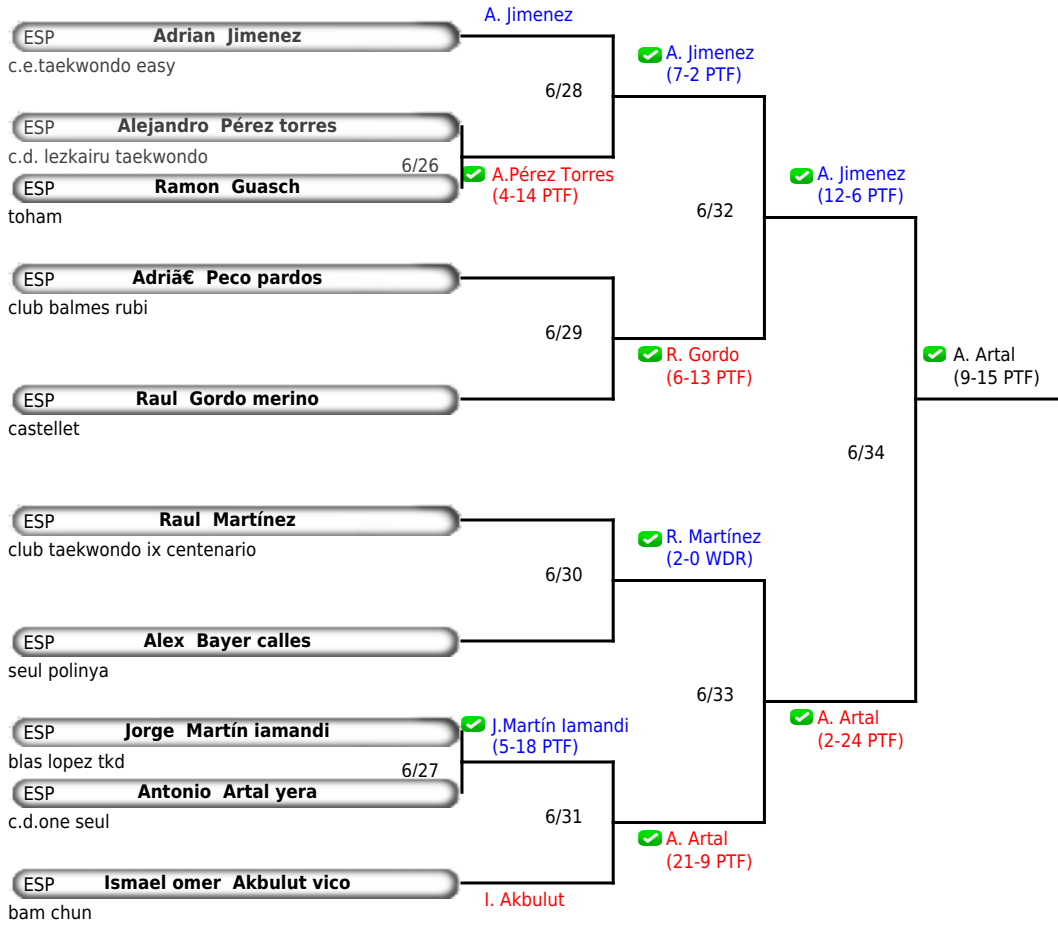 A. Jimenez
ESP Adrian Jimenez
c.e.taekwondo easy
A. Jimenez
(7-2 PTF)
6/28
ESP Alejandro Pérez torres
c.d. lezkairu taekwondo
6/26
A.Pérez Torres
(4-14 PTF)
ESP Ramon Guasch
toham
A. Jimenez
(12-6 PTF)
6/32
ESP Adriã€ Peco pardos
club balmes rubi
6/29
R. Gordo
(6-13 PTF)
A. Artal
(9-15 PTF)
ESP Raul Gordo merino
castellet
6/34
ESP Raul Martínez
club taekwondo ix centenario
R. Martínez
(2-0 WDR)
6/30
ESP Alex Bayer calles
seul polinya
6/33
ESP Jorge Martín iamandi
blas lopez tkd
J.Martín Iamandi
(5-18 PTF)
A. Artal
(2-24 PTF)
6/27
ESP Antonio Artal yera
c.d.one seul
6/31
A. Artal
(21-9 PTF)
ESP Ismael omer Akbulut vico
bam chun
I. Akbulut